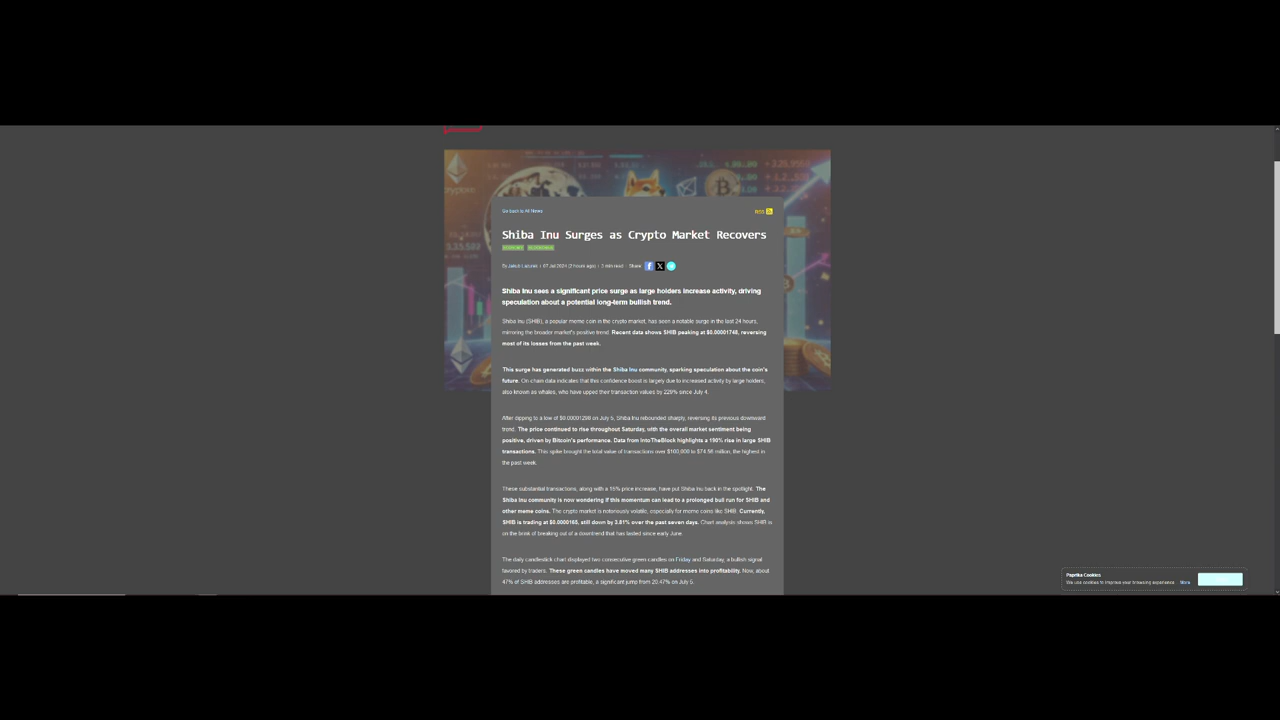 Go back to All News
RSS
Shiba Inu Surges as Crypto Market Recovers
By Jakub Lazurek | 07 Jul 2024 (2 hours ago) | 3 min read Share:
Shiba Inu sees a significant price surge as large holders increase activity, driving
speculation about a potential long-term bullish trend.
Shiba Inu (SHIB), a popular meme coin in the crypto market, has seen a notable surge in the last 24 hours,
mirroring the broader market's positive trend. Recent data shows SHIB peaking at $0.00001748, reversing
most of its losses from the past week.
This surge has generated buzz within the Shiba Inu community, sparking speculation about the coin's
future. On-chain data indicates that this confidence boost is largely due to increased activity by large holders,
also known as whales, who have upped their transaction values by 228% since July 4.
After dipping to a low of $0.00001298 on July 5, Shiba Inu rebounded sharply, reversing its previous downward
trend. The price continued to rise throughout Saturday, with the overall market sentiment being
positive, driven by Bitcoin's performance. Data from IntoTheBlock highlights a 190% rise in large SHIB
transactions. This spike brought the total value of transactions over $100,000 to $74.56 million, the highest in
the past week.
These substantial transactions, along with a 15% price increase, have put Shiba Inu back in the spotlight. The
Shiba Inu community is now wondering if this momentum can lead to a prolonged bull run for SHIB and
other meme coins. The crypto market is notoriously volatile, especially for meme coins like SHIB. Currently,
SHIB is trading at $0.0000168, still down by 3.81% over the past seven days. Chart analysis shows SHIB is
on the brink of breaking out of a downtrend that has lasted since early June.
The daily candlestick chart displayed two consecutive green candles on Friday and Saturday, a bullish signal
favored by traders. These green candles have moved many SHIB addresses into profitability. Now, about
47% of SHIB addresses are profitable, a significant jump from 20.47% on July 5.
Paprika Cookies
We use cookies to improve your browsing experience. More